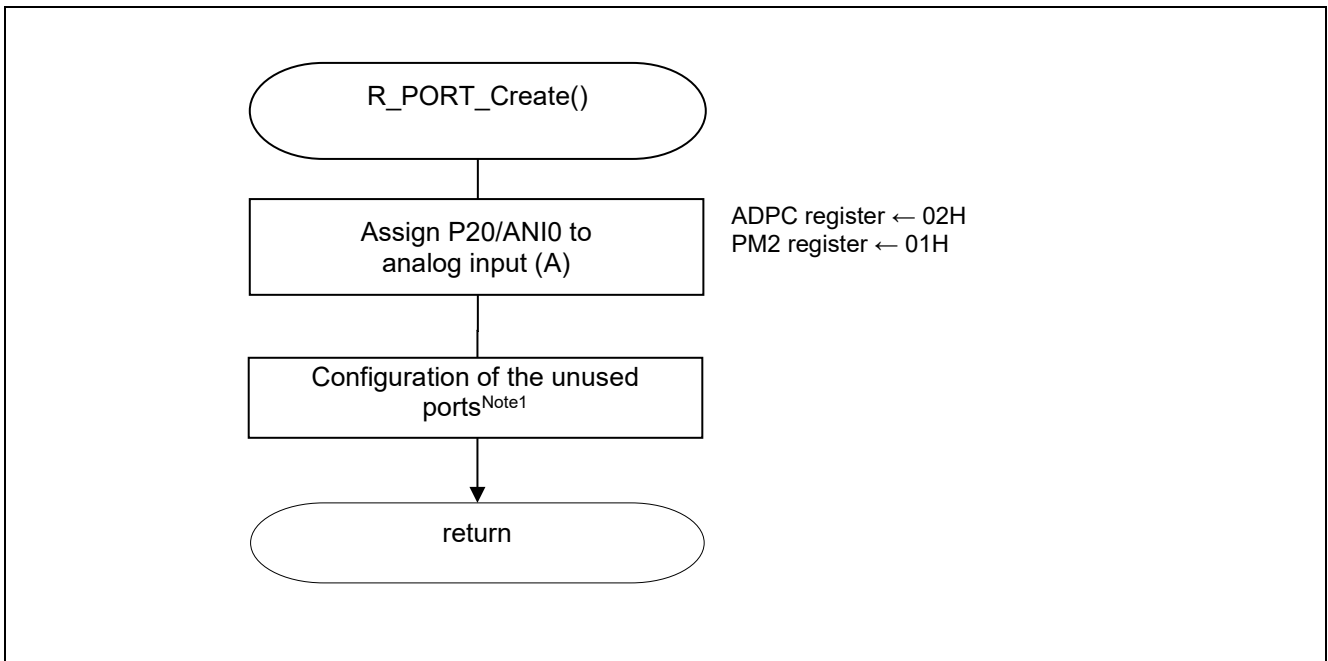 R_PORT_Create()
Assign P20/ANI0 to
analog input (A)
ADPC register ← 02H
PM2 register ← 01H
Configuration of the unused
portsNote1
return